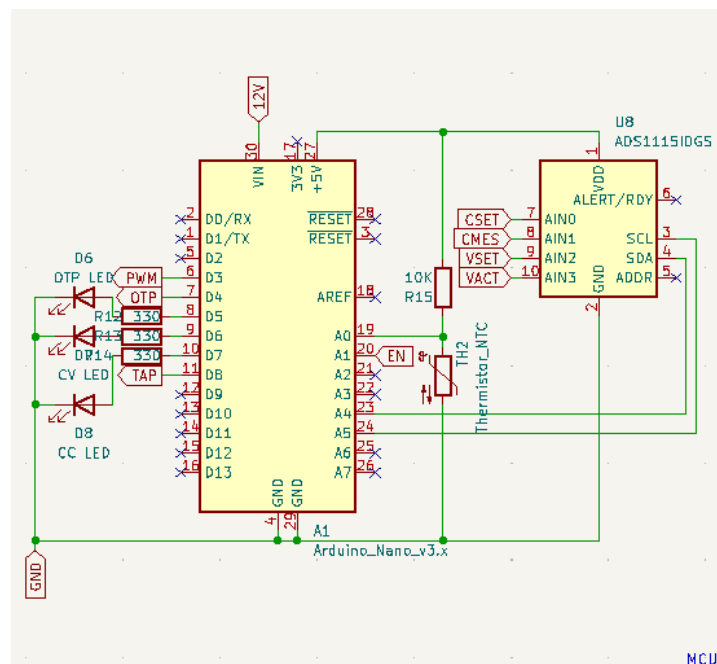 12V
U8
ADS1115IDGS
30
17
27
VIN
3V3
+5V
1
VDD
ALERT/RDY
6
2
D0/RX
RESET
28
1
D1/TX
RESET
3
5
D2
CSET
7
AIN0
CMES
8
AIN1
SCL
3
VSET
9
AIN2
SDA
4
VACT
10
AIN3
ADDR
5
GND
2
D6
OTP LED
PWM
6
D3
OTP
7
D4
AREF
18
10K
R15
R12
330
8
D5
R13
330
9
D6
A0
19
D7
R14
330
10
D7
A1
20
EN
CV LED
TAP
11
D8
A2
21
TH2
Thermistor_NTC
12
D9
A3
22
13
D10
A4
23
14
D11
A5
24
D8
CC LED
15
D12
A6
25
16
D13
A7
26
GND
GND
4
29
A1
Arduino_Nano_v3.x
GND
MCU